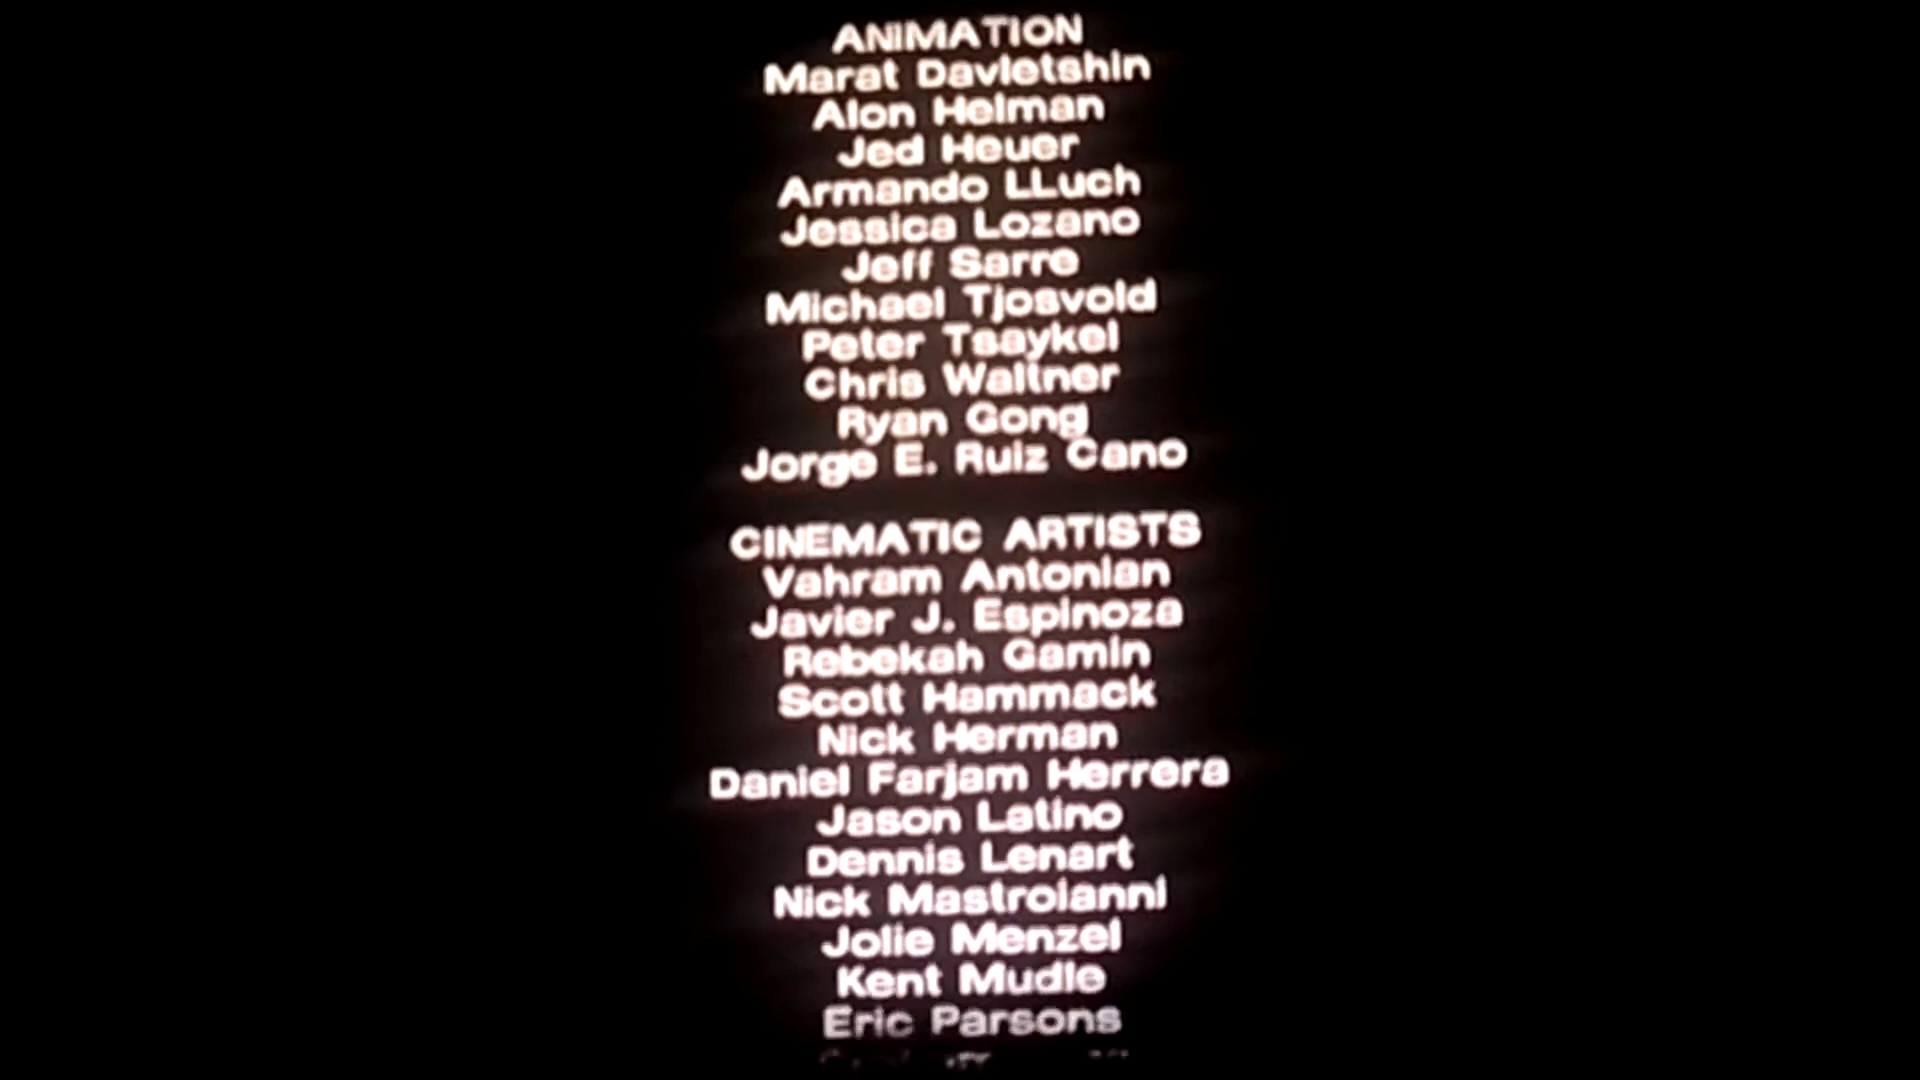 ANIMATION
Marat Davletshin
Alon Helman
Jed Heuer
Armando LLuch
Jessica Lozano
Jeff Sarre
Michael Tjosvold
Peter Tsaykel
Chris Waltner
Ryan Gong
Jorge E. Ruiz Cano
CINEMATIC ARTISTS
Vahram Antonian
Javier J. Espinoza
Rebekah Gamin
Scott Hammack
Nick Herman
Daniel Farjam Herrera
Jason Latino
Dennis Lenart
Nick Mastroianni
Jolie Menzel
Kent Mudle
Eric Parsons